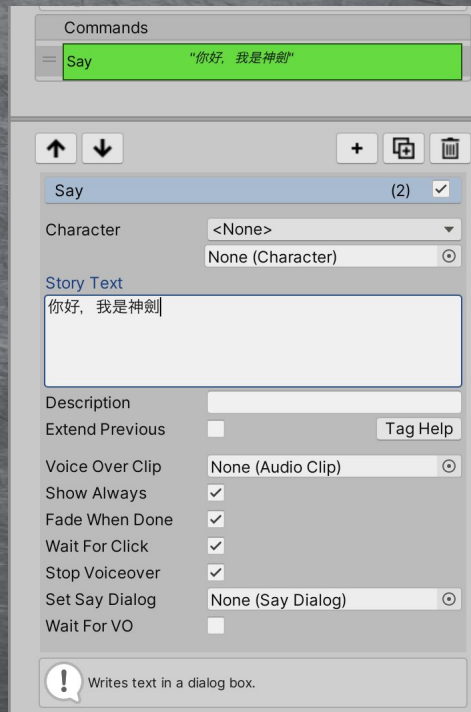 Commands
Say "你好，我是神劍"
Say (2)
Character <None>
None (Character)
Story Text
你好，我是神劍
Description
Extend Previous Tag Help
Voice Over Clip None (Audio Clip)
Show Always
Fade When Done
Wait For Click
Stop Voiceover
Set Say Dialog None (Say Dialog)
Wait For VO
! Writes text in a dialog box.